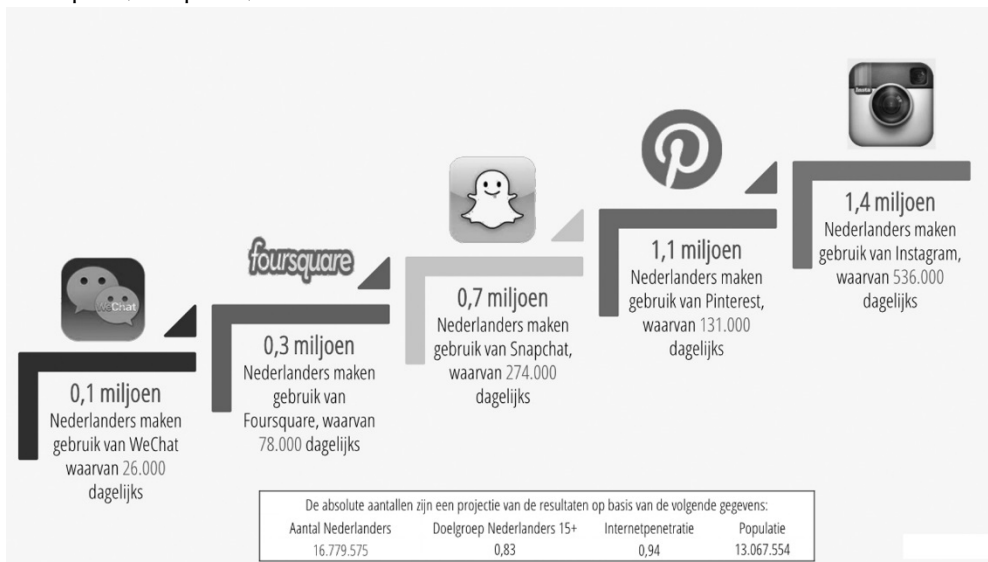 WeChat
0,1 miljoen
Nederlanders maken
gebruik van WeChat
waarvan 26.000
dagelijks
foursquare
0,3 miljoen
Nederlanders maken
gebruik van
Foursquare, waarvan
78.000 dagelijks
0,7 miljoen
Nederlanders maken
gebruik van Snapchat,
waarvan 274.000
dagelijks
1,1 miljoen
Nederlanders maken
gebruik van Pinterest,
waarvan 131.000
dagelijks
1,4 miljoen
Nederlanders maken
gebruik van Instagram,
waarvan 536.000
dagelijks
De absolute aantallen zijn een projectie van de resultaten op basis van de volgende gegevens:
Aantal Nederlanders Doelgroep Nederlanders 15+ Internetpenetratie Populatie
16.779.575 0,83 0,94 13.067.554